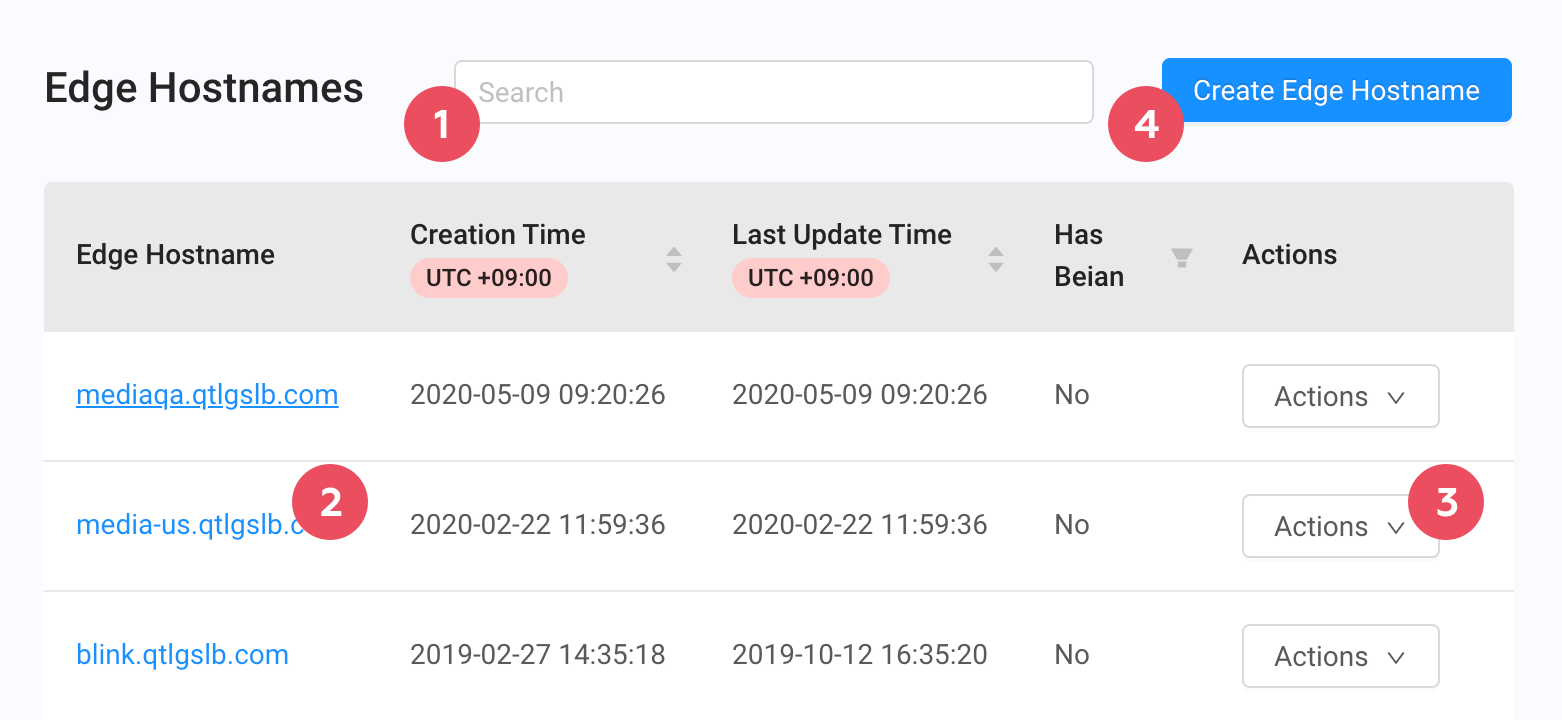 Edge Hostnames
Search
Create Edge Hostname
1
4
Edge Hostname
Creation Time
UTC +09:00
Last Update Time
UTC +09:00
Has
Beian
Actions
mediaqa.qtlgslb.com 2020-05-09 09:20:26 2020-05-09 09:20:26 No Actions
2
3
media-us.qtlgslb.c 2020-02-22 11:59:36 2020-02-22 11:59:36 No Actions
blink.qtlgslb.com 2019-02-27 14:35:18 2019-10-12 16:35:20 No Actions